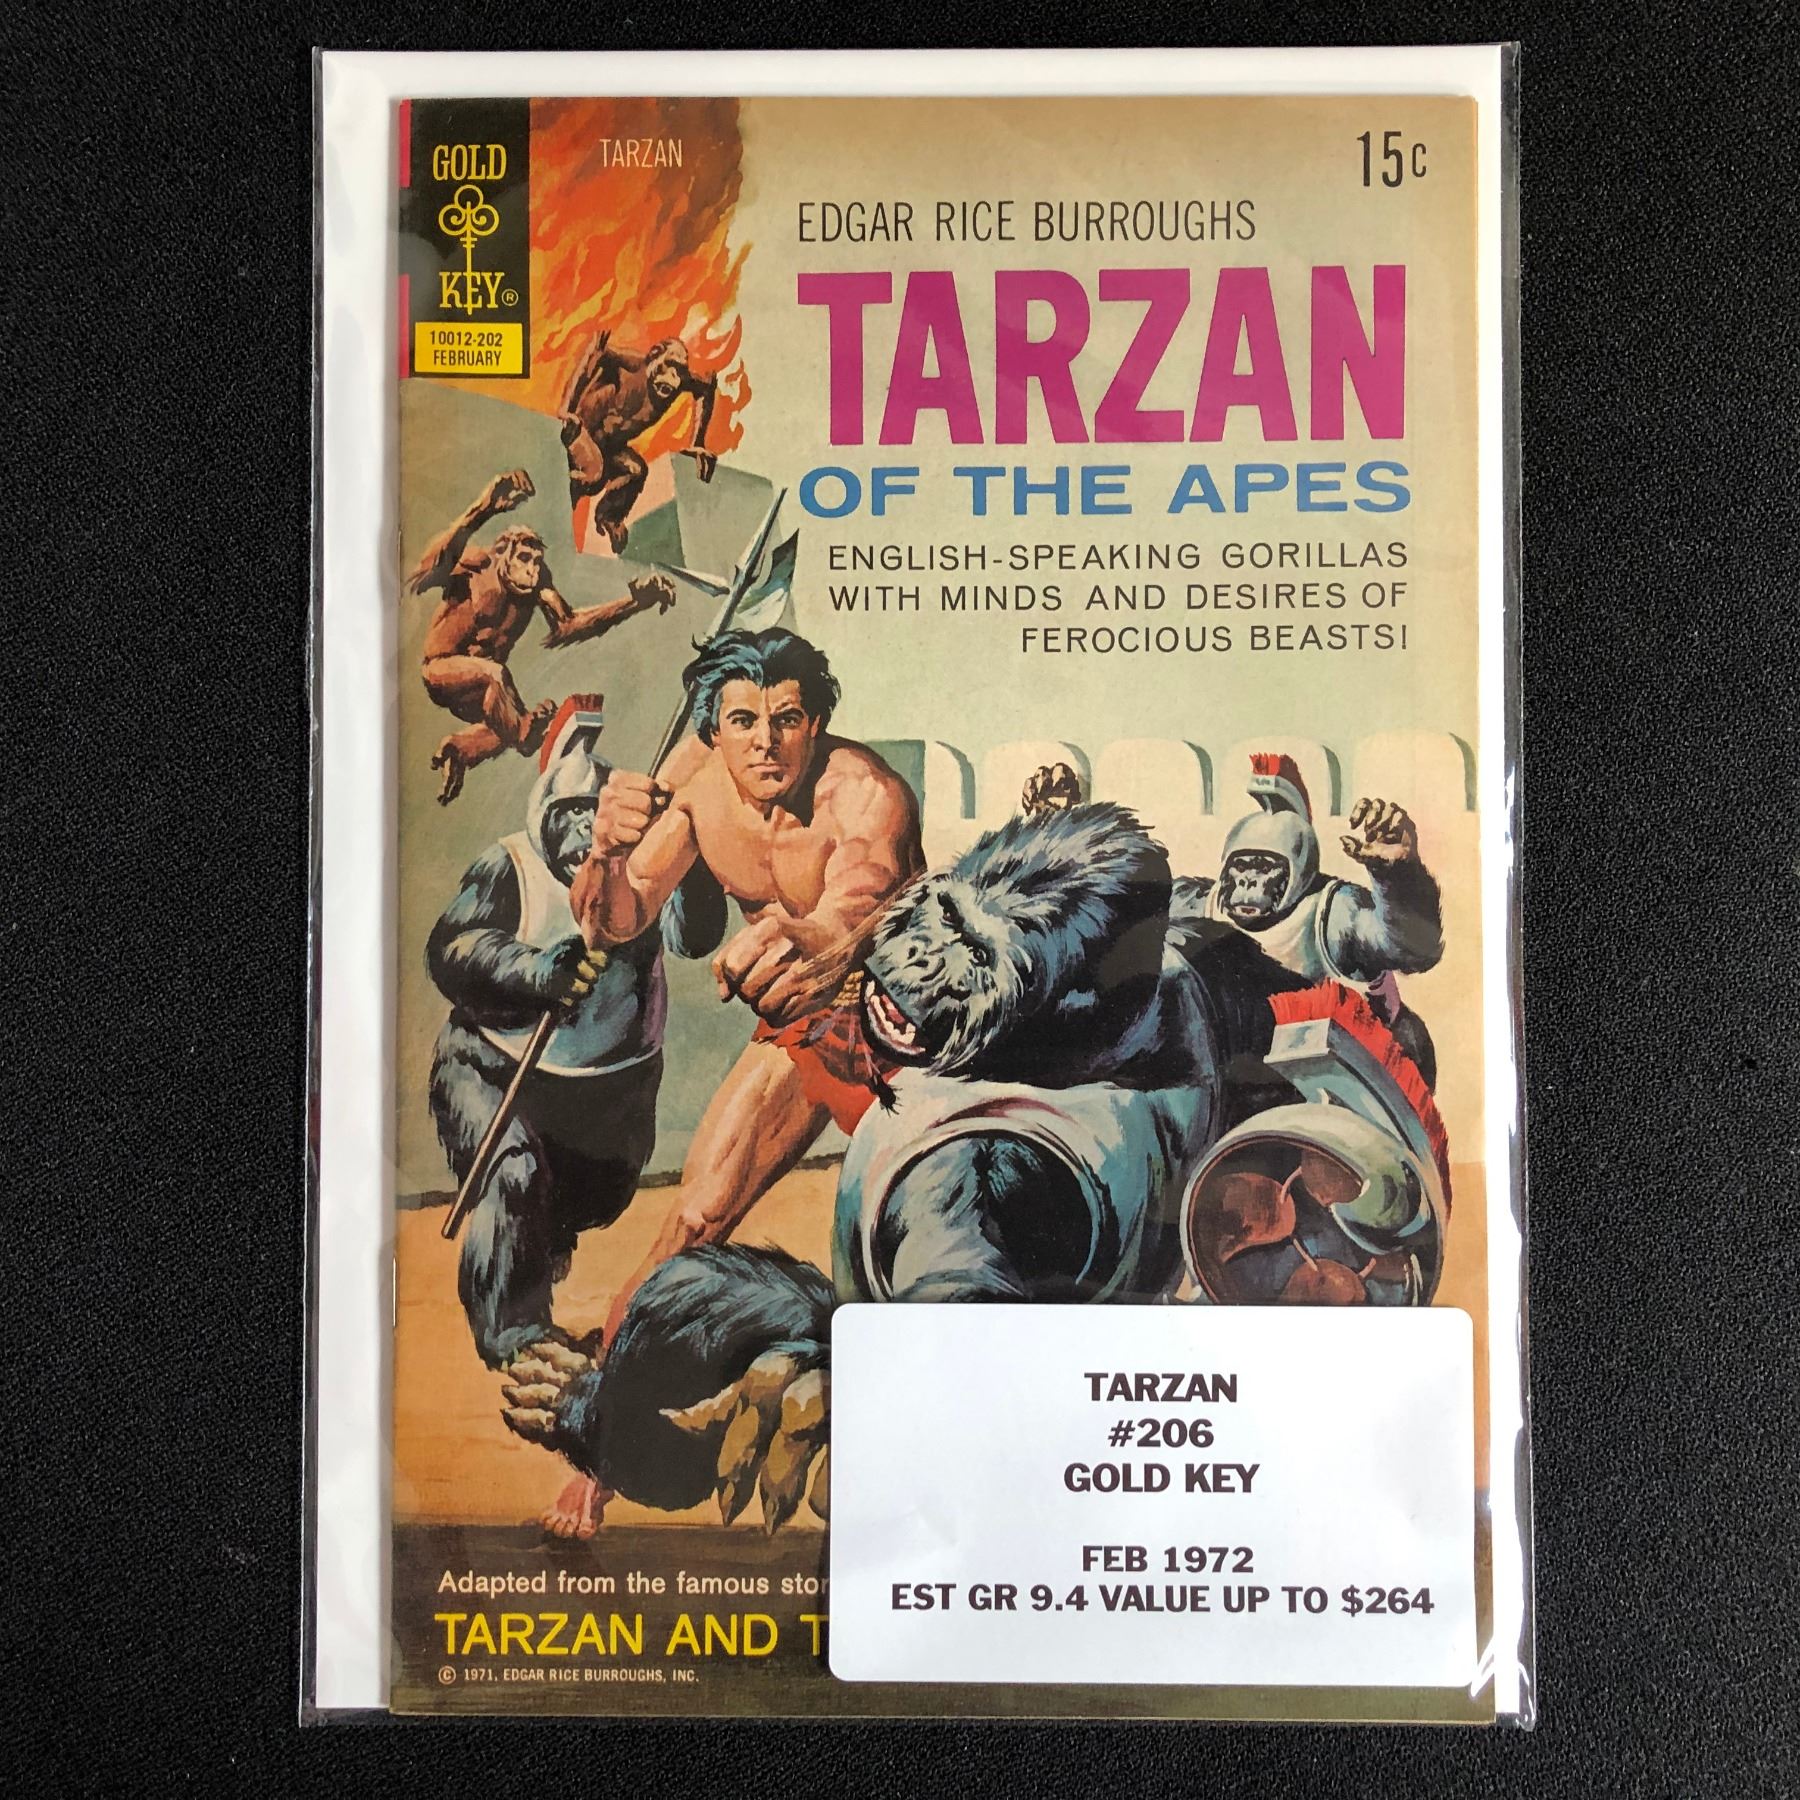 GOLD
KEY®
10012-202
FEBRUARY
TARZAN
15c
EDGAR RICE BURROUGHS
TARZAN
OF THE APES
ENGLISH-SPEAKING GORILLAS
WITH MINDS AND DESIRES OF
FEROCIOUS BEASTS!
Adapted from the famous
TARZAN AND
© 1971, EDGAR RICE BURROUGHS, INC.
TARZAN
#206
GOLD KEY
FEB 1972
EST GR 9.4 VALUE UP TO $264